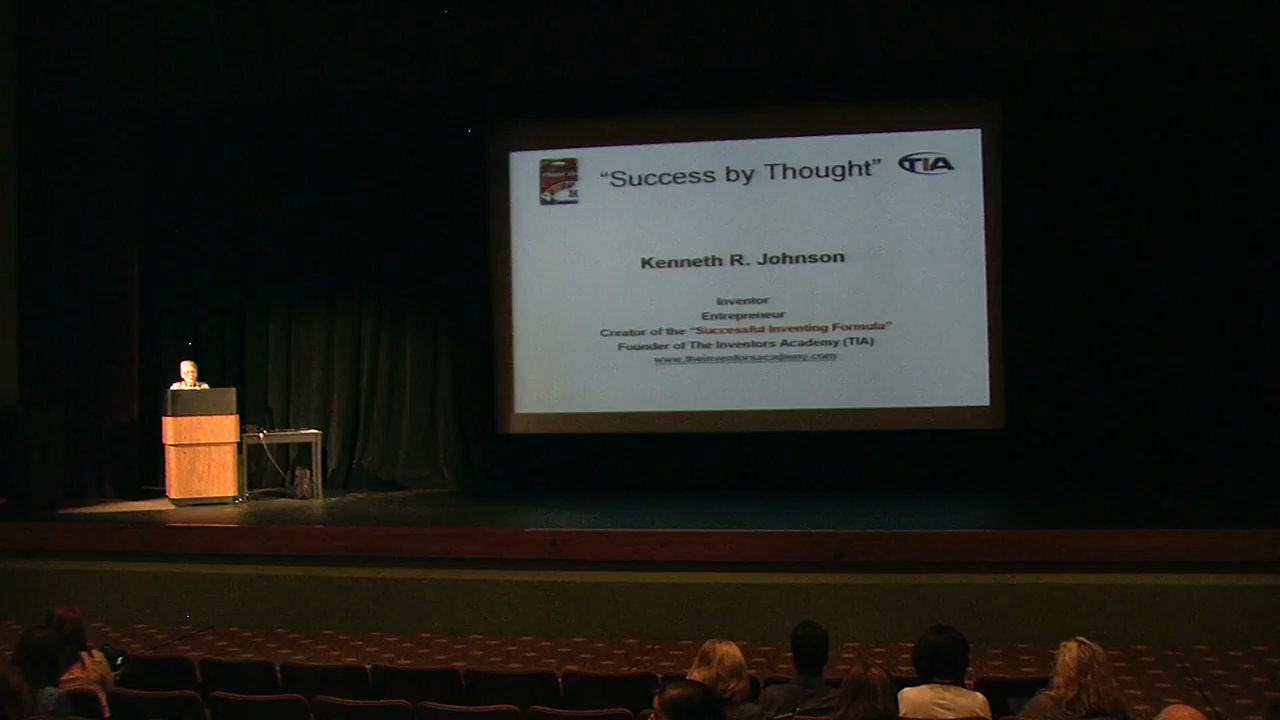 "Success by Thought"
TIA
Kenneth R. Johnson
Inventor
Entrepreneur
Creator of the "Successful Inventing Formula"
Founder of The Inventors Academy (TIA)
www.theinventorsacademy.com